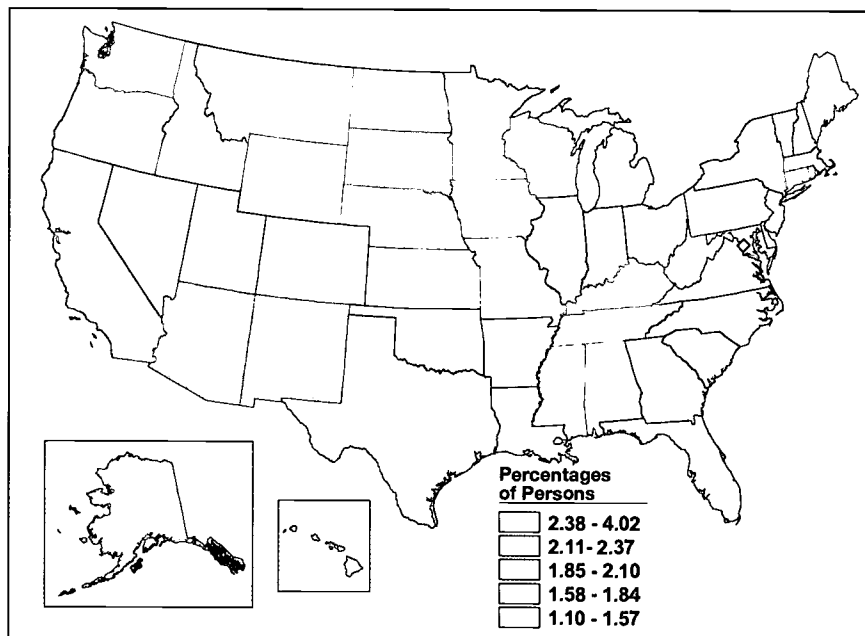 Percentages
of Persons
2.38 - 4.02
2.11- 2.37
1.85 - 2.10
1.58 - 1.84
1.10 - 1.57